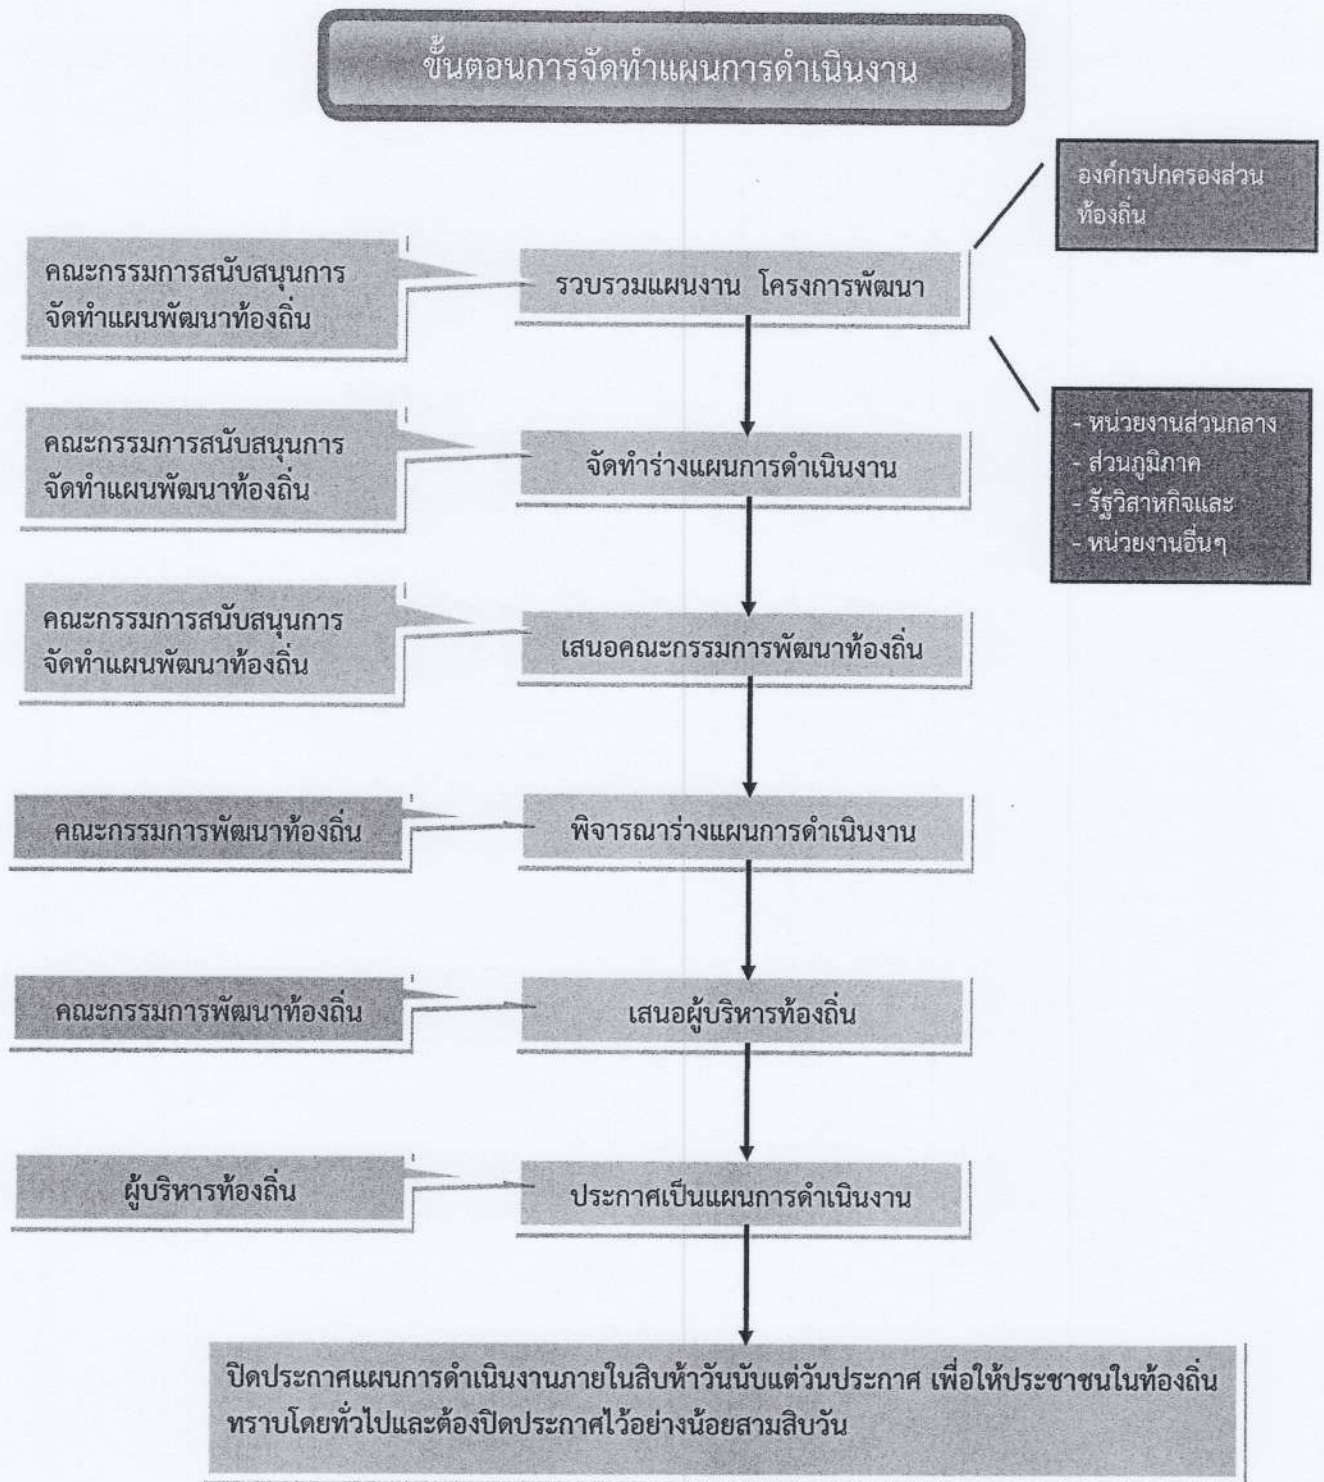 ขั้นตอนการจัดทำแผนการดำเนินงาน
องค์กรปกครองส่วน
ท้องถิ่น
คณะกรรมการสนับสนุนการ
จัดทำแผนพัฒนาท้องถิ่น
รวบรวมแผนงาน โครงการพัฒนา
- หน่วยงานส่วนกลาง
- ส่วนภูมิภาค
- รัฐวิสาหกิจและ
- หน่วยงานอื่นๆ
คณะกรรมการสนับสนุนการ
จัดทำแผนพัฒนาท้องถิ่น
จัดทำร่างแผนการดำเนินงาน
คณะกรรมการสนับสนุนการ
จัดทำแผนพัฒนาท้องถิ่น
เสนอคณะกรรมการพัฒนาท้องถิ่น
คณะกรรมการพัฒนาท้องถิ่น
พิจารณาร่างแผนการดำเนินงาน
คณะกรรมการพัฒนาท้องถิ่น
เสนอผู้บริหารท้องถิ่น
ผู้บริหารท้องถิ่น
ประกาศเป็นแผนการดำเนินงาน
ปิดประกาศแผนการดำเนินงานภายในสิบห้าวันนับแต่วันประกาศ เพื่อให้ประชาชนในท้องถิ่น
ทราบโดยทั่วไปและต้องปิดประกาศไว้อย่างน้อยสามสิบวัน